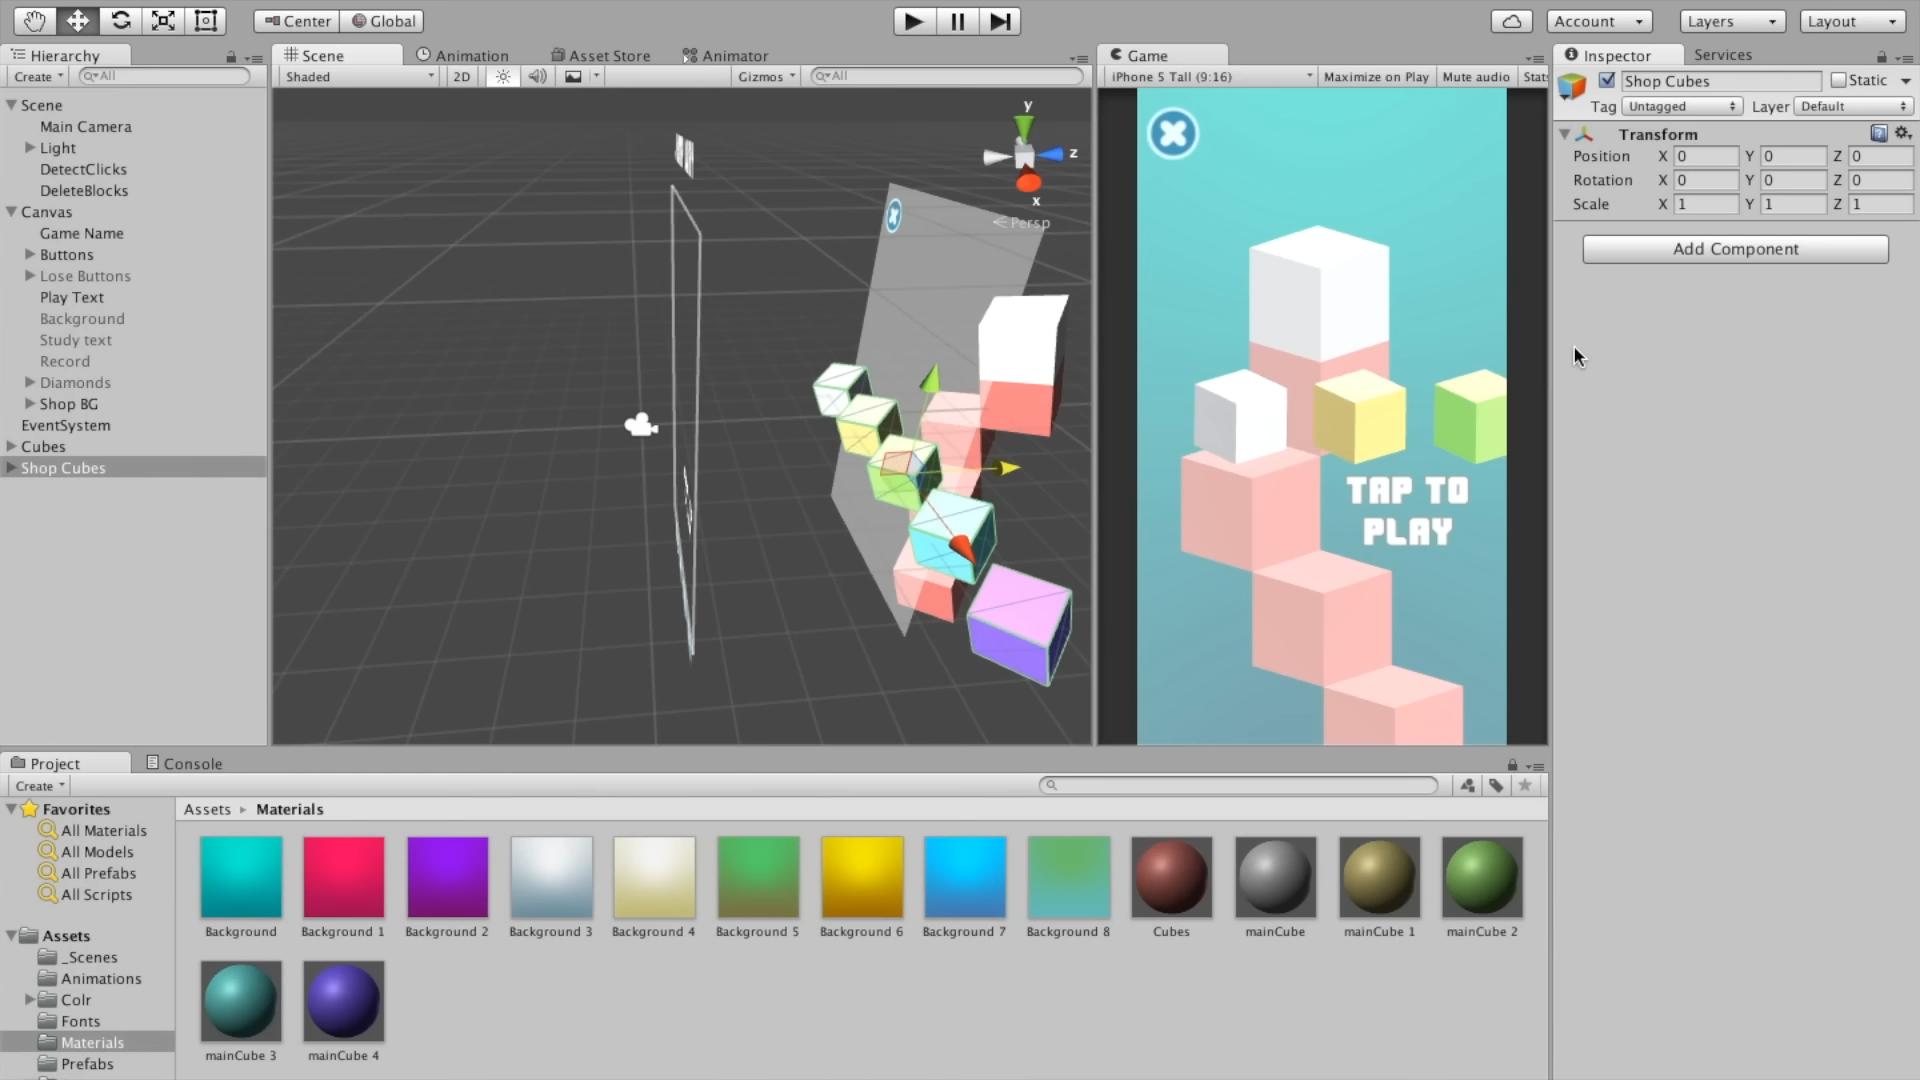 Center Global Account Layers Layout
Hierarchy Scene Animation Asset Store Animator Game Inspector Services
Create All Shaded 2D Gizmos All iPhone 5 Tall (9:16) Maximize on Play Mute audio Stats
Shop Cubes Static
Tag Untagged Layer Default
Transform
Position X 0 Y 0 Z 0
Rotation X 0 Y 0 Z 0
Scale X 1 Y 1 Z 1
Add Component
Scene
Main Camera
Light
DetectClicks
DeleteBlocks
Canvas
Game Name
Buttons
Lose Buttons
Play Text
Background
Study text
Record
Diamonds
Shop BG
EventSystem
Cubes
Shop Cubes
y
z
x
Persp
TAP TO
PLAY
Project Console
Create
Favorites
All Materials
All Models
All Prefabs
All Scripts
Assets
_Scenes
Animations
Colr
Fonts
Materials
Prefabs
Assets Materials
Background Background 1 Background 2 Background 3 Background 4 Background 5 Background 6 Background 7 Background 8 Cubes mainCube mainCube 1 mainCube 2
mainCube 3 mainCube 4